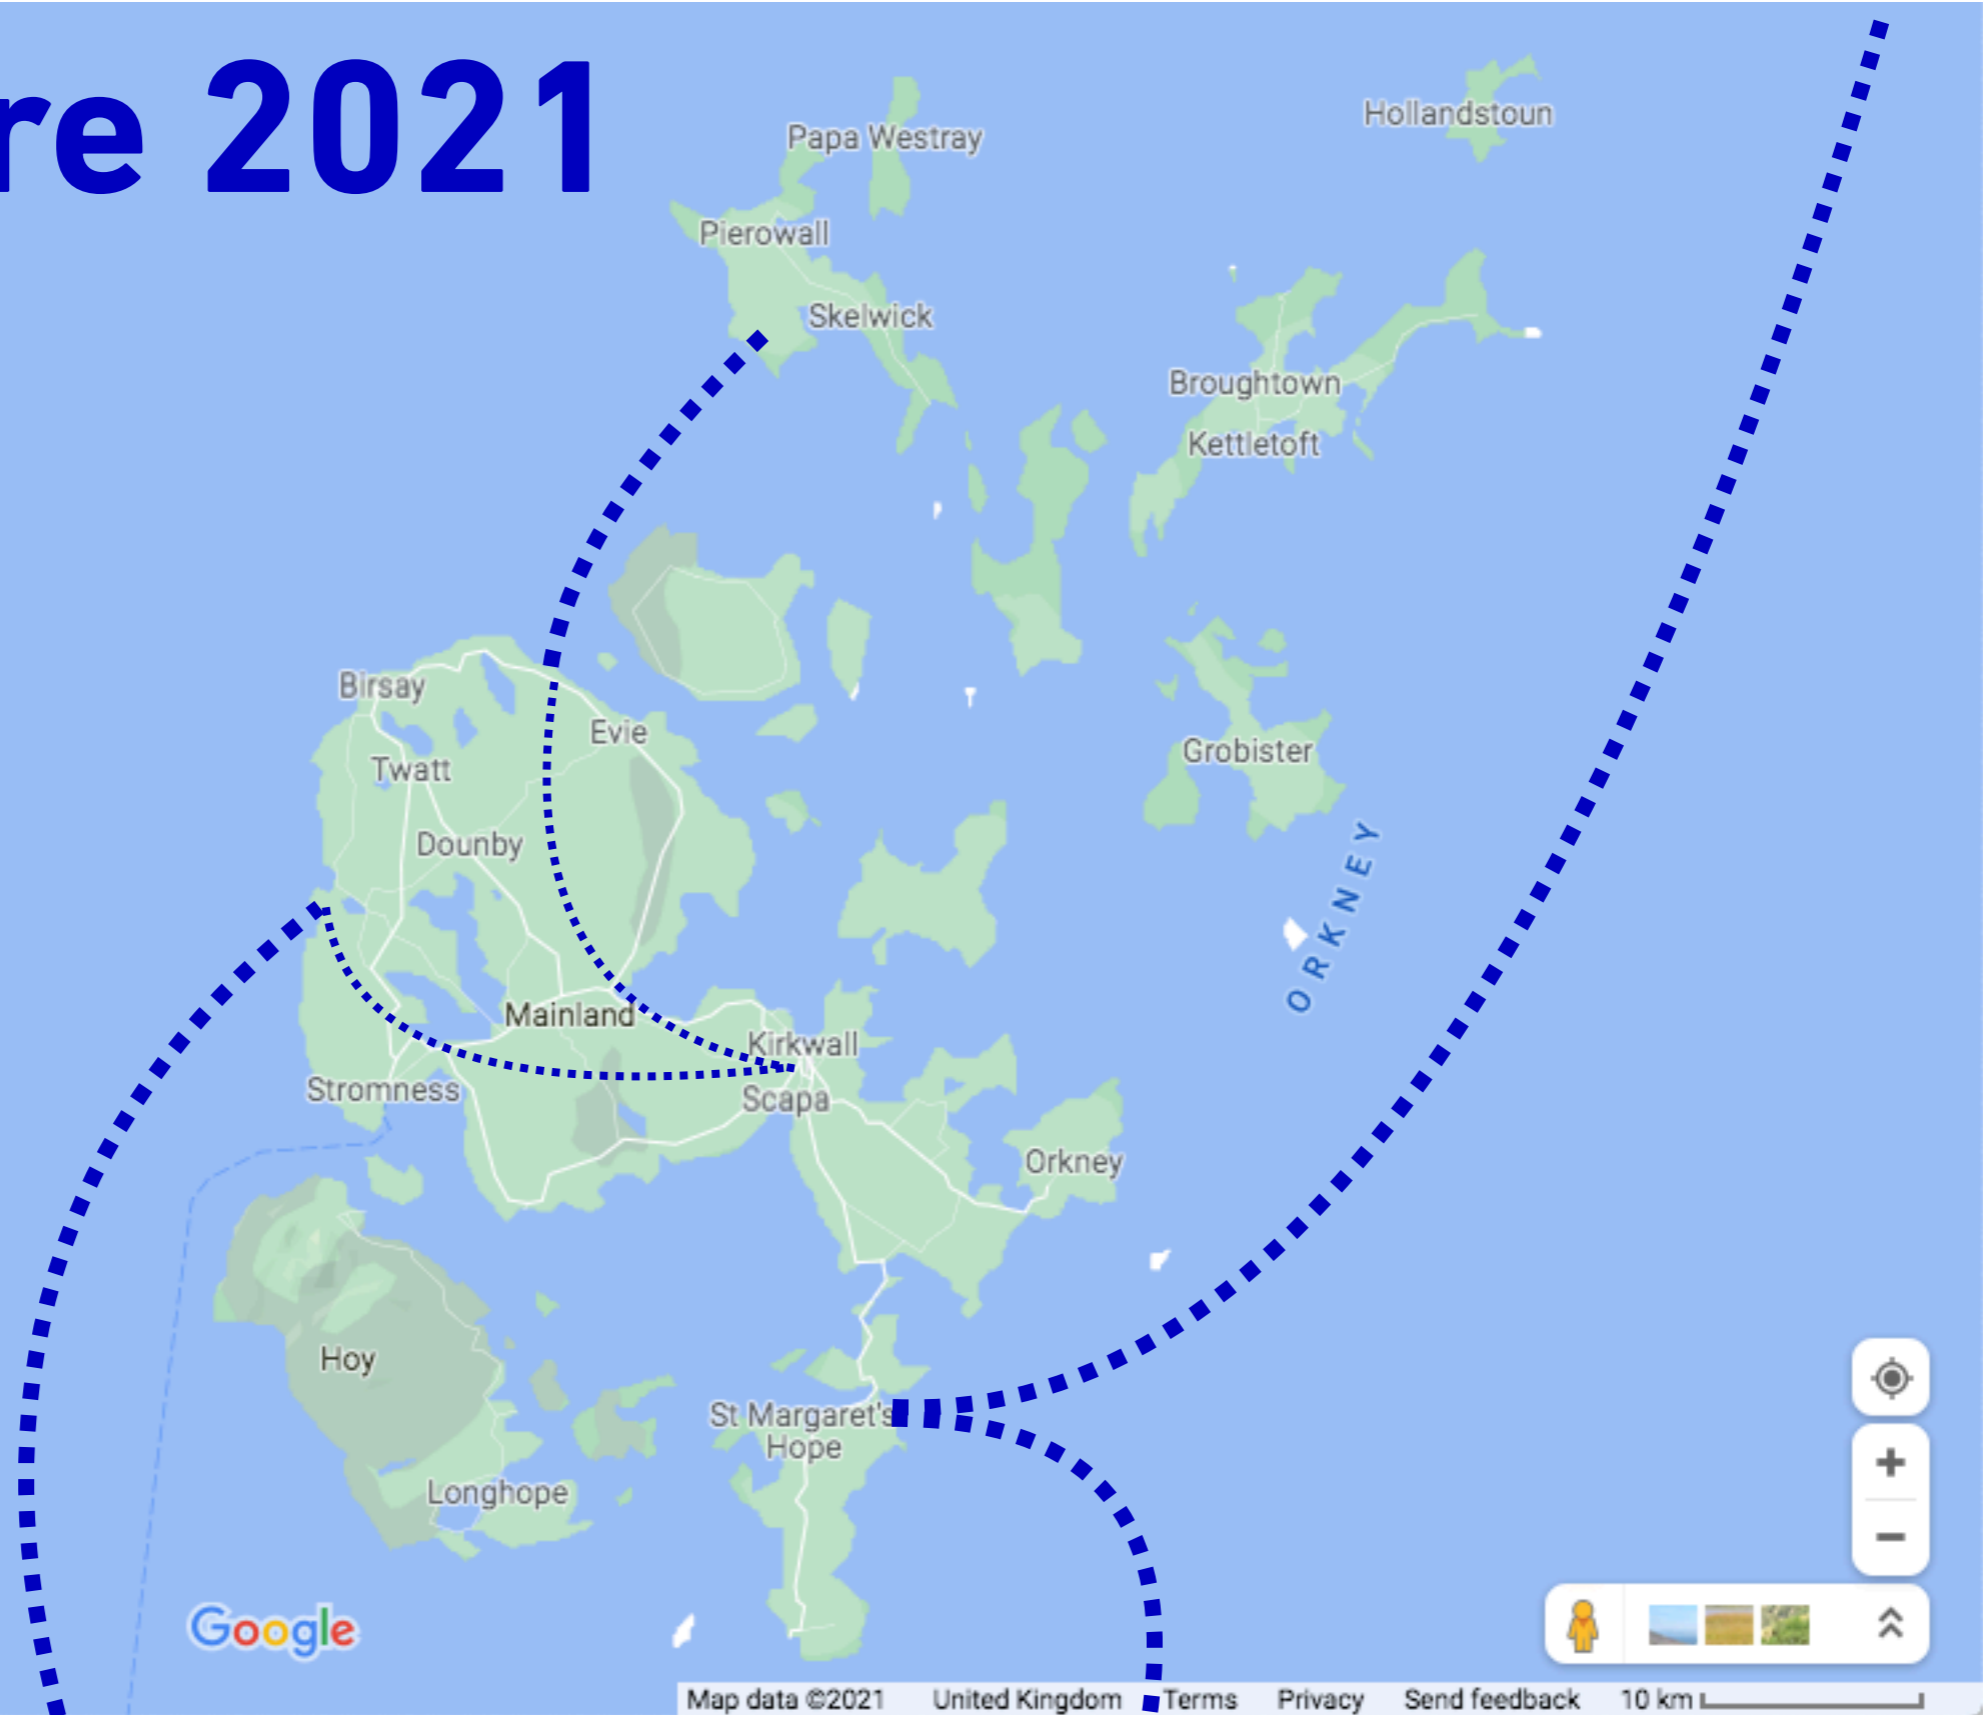 re 2021
Hollandstoun
Papa Westray
Pierowall
Skelwick
Broughtown
Kettletoft
Birsay
Evie
Twatt
Grobister
Dounby
ORKNEY
Mainland
Kirkwall
Stromness
Scapa
Orkney
Hoy
St Margaret's
Hope
Longhope
Google
Map data ©2021 United Kingdom Terms Privacy Send feedback 10 km